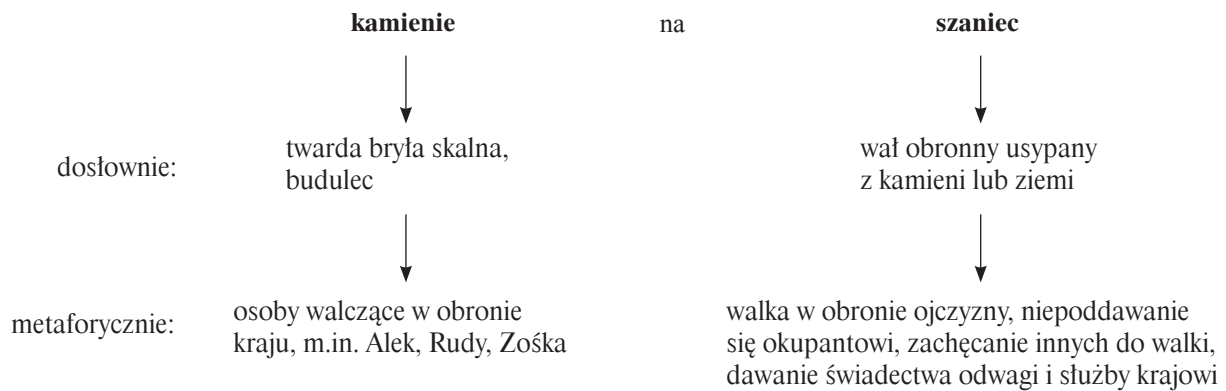 kamienie na szaniec
dosłownie:
twarda bryła skalna,
budulec
wał obronny usypany
z kamieni lub ziemi
metaforycznie:
osoby walczące w obronie
kraju, m.in. Alek, Rudy, Zośka
walka w obronie ojczyzny, niepoddawanie
się okupantowi, zachęcanie innych do walki,
dawanie świadectwa odwagi i służby krajowi